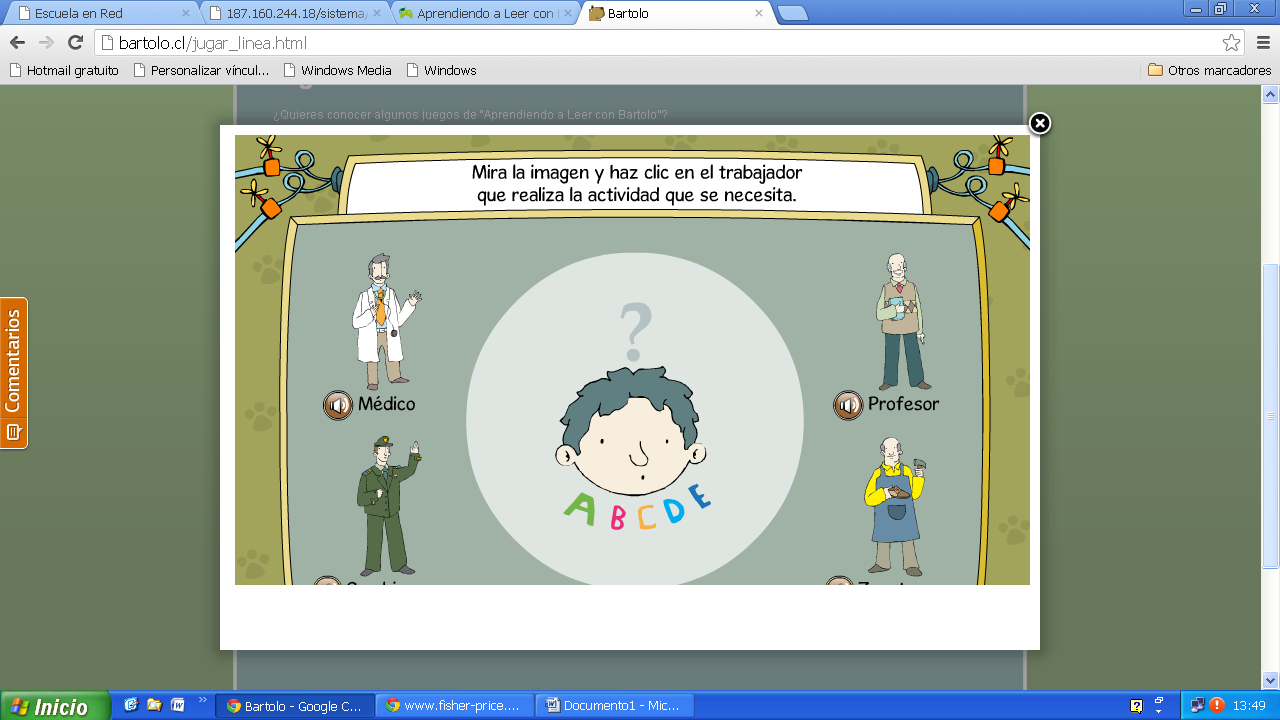 Escuela en Red
187.160.244.18/sistema/
Aprendiendo a Leer con
Bartolo
bartolo.cl/jugar_linea.html
Hotmail gratuito
Personalizar víncul...
Windows Media
Windows
Otros marcadores
¿Quieres conocer algunos juegos de "Aprendiendo a Leer con Bartolo"?
Mira la imagen y haz clic en el trabajador
que realiza la actividad que se necesita.
?
Médico
Profesor
A B C D E
Comentarios
Inicio
Bartolo - Google C...
www.fisher-price....
Documento1 - Mic...
13:49